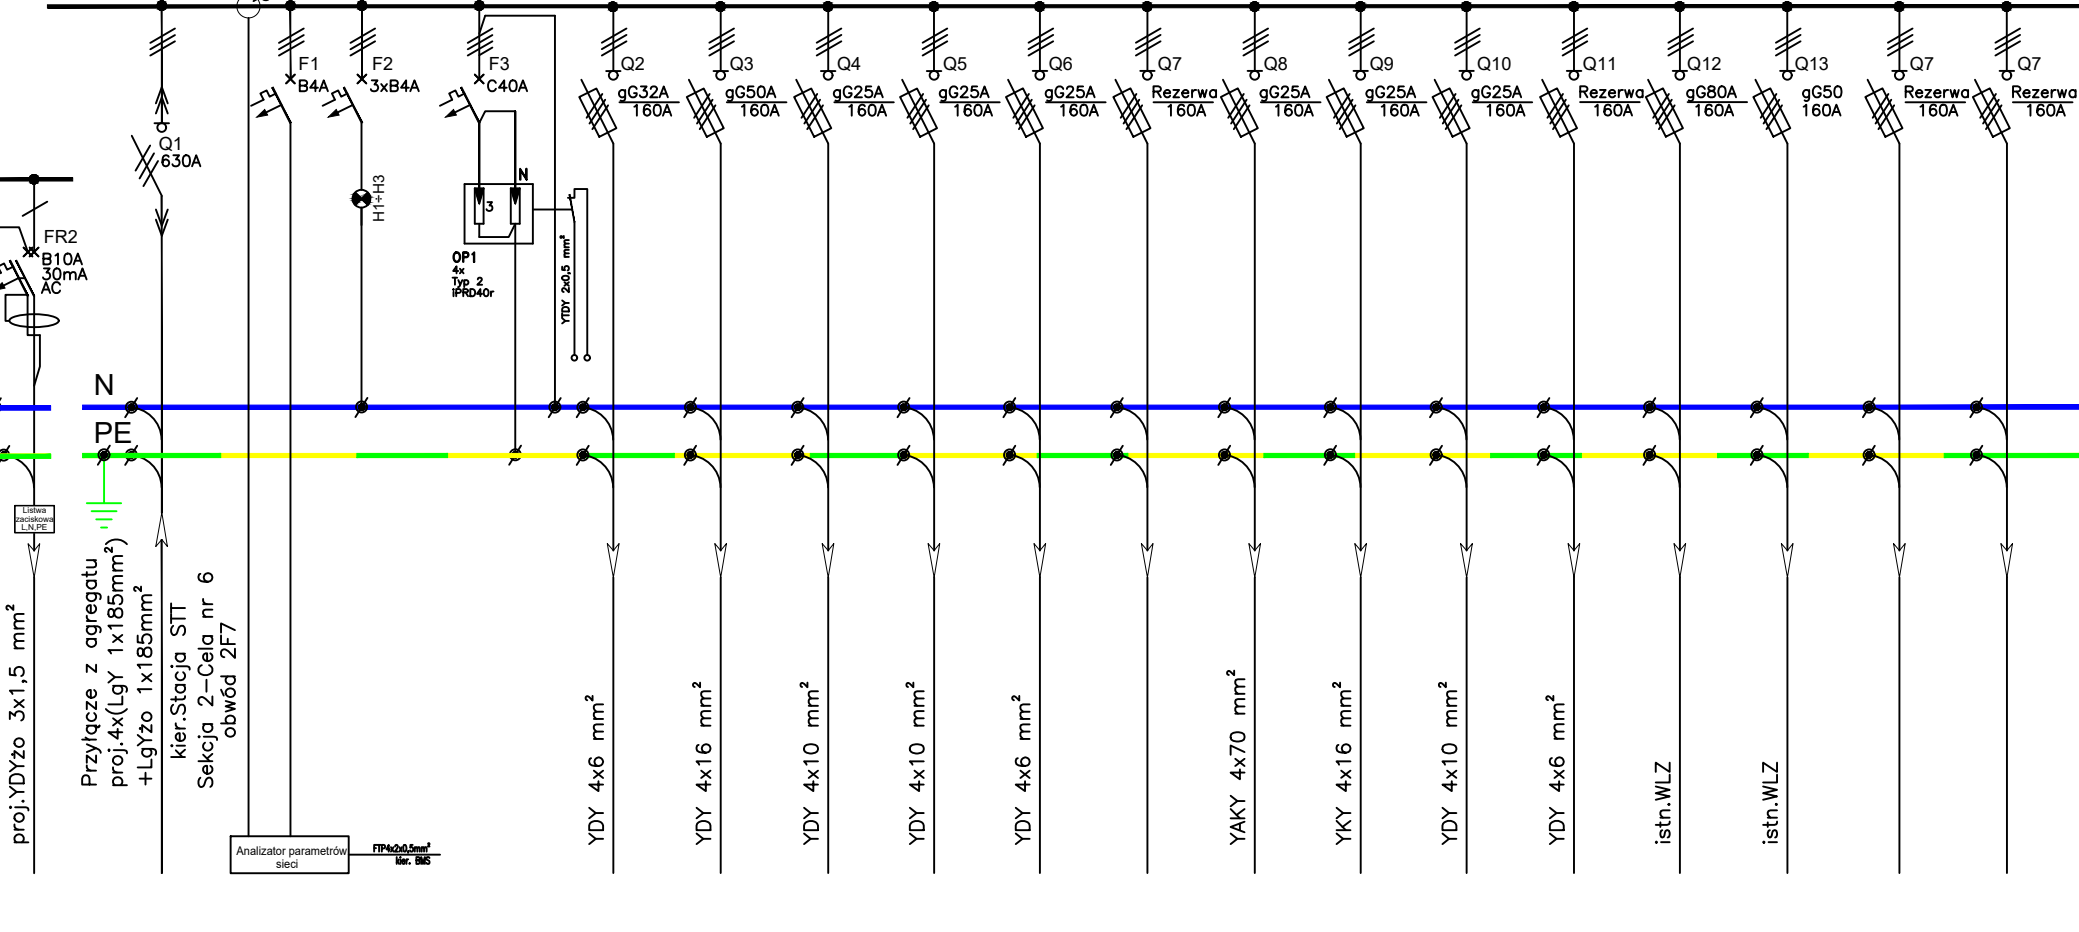 F1
B4A
F2
3xB4A
F3
C40A
Q2
gG32A
160A
Q3
gG50A
160A
Q4
gG25A
160A
Q5
gG25A
160A
Q6
gG25A
160A
Q7
Rezerwa
160A
Q8
gG25A
160A
Q9
gG25A
160A
Q10
gG25A
160A
Q11
Rezerwa
160A
Q12
gG80A
160A
Q13
gG50
160A
Q7
Rezerwa
160A
Q7
Rezerwa
160A
Q1
630A
H1÷H3
N
3
OP1
4x
Typ 2
iPRD40r
YTDY 2x0,5 mm²
FR2
B10A
30mA
AC
N
PE
Listwa
zaciskowa
L,N,PE
proj.YDYżo 3x1,5 mm²
Przyłącze z agregatu
proj.4x(LgY 1x185mm²)
+LgYżo 1x185mm²
kier.Stacja STT
Sekcja 2-Cela nr 6
obwód 2F7
Analizator parametrów
sieci
FTP4x2x0,5mm²
kier. BMS
YDY 4x6 mm²
YDY 4x16 mm²
YDY 4x10 mm²
YDY 4x10 mm²
YDY 4x6 mm²
YAKY 4x70 mm²
YKY 4x16 mm²
YDY 4x10 mm²
YDY 4x6 mm²
istn.WLZ
istn.WLZ